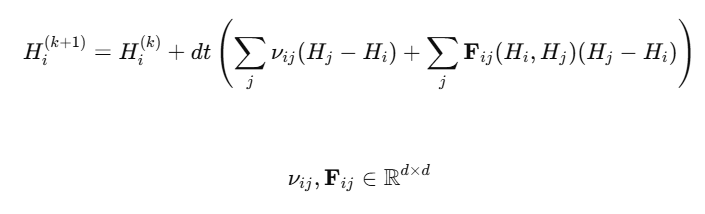 H_i^{(k+1)} = H_i^{(k)} + dt \left( \sum_j \nu_{ij}(H_j - H_i) + \sum_j \mathbf{F}_{ij}(H_i, H_j)(H_j - H_i) \right)
\nu_{ij}, \mathbf{F}_{ij} \in \mathbb{R}^{d \times d}